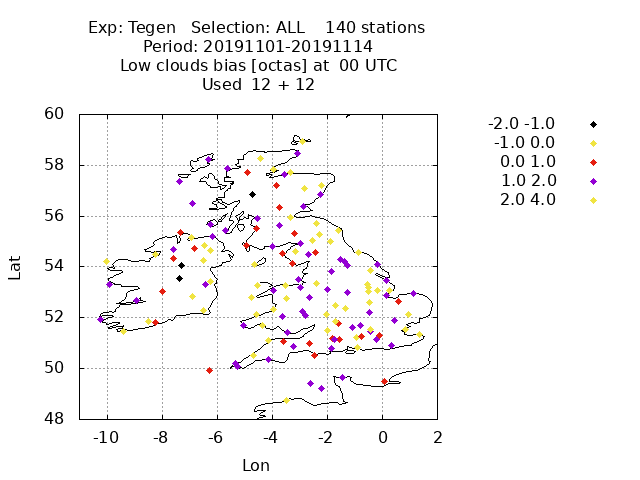 Exp: Tegen   Selection: ALL    140 stations
Period: 20191101-20191114
Low clouds bias [octas] at  00 UTC
Used  12 + 12
60
58
56
54
52
50
48
Lat
-10 -8 -6 -4 -2 0 2
Lon
-2.0 -1.0
-1.0 0.0
0.0 1.0
1.0 2.0
2.0 4.0